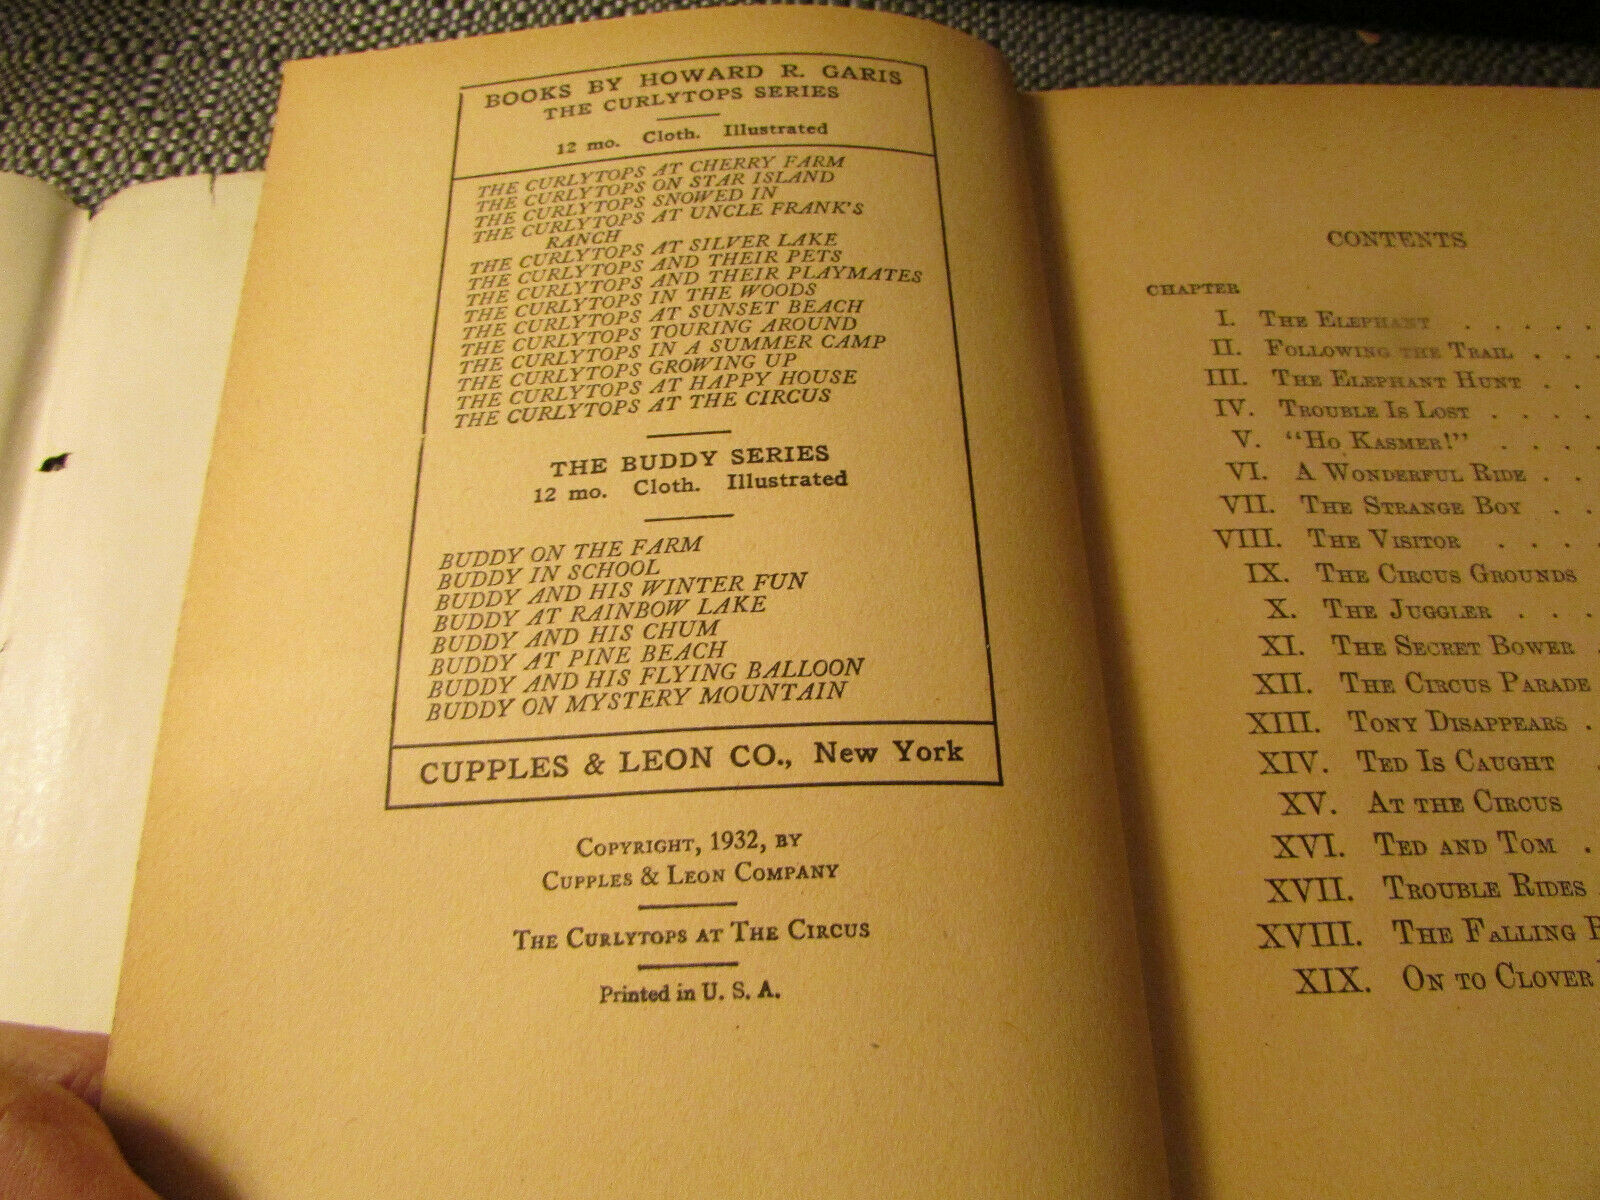 BOOKS BY HOWARD R. GARIS
THE CURLYTOPS SERIES
12 mo. Cloth. Illustrated
THE CURLYTOPS AT CHERRY FARM
THE CURLYTOPS ON STAR ISLAND
THE CURLYTOPS SNOWED IN
THE CURLYTOPS AT UNCLE FRANK'S
RANCH
THE CURLYTOPS AT SILVER LAKE
THE CURLYTOPS AND THEIR PETS
THE CURLYTOPS AND THEIR PLAYMATES
THE CURLYTOPS IN THE WOODS
THE CURLYTOPS AT SUNSET BEACH
THE CURLYTOPS TOURING AROUND
THE CURLYTOPS IN A SUMMER CAMP
THE CURLYTOPS GROWING UP
THE CURLYTOPS AT HAPPY HOUSE
THE CURLYTOPS AT THE CIRCUS
THE BUDDY SERIES
12 mo. Cloth. Illustrated
BUDDY ON THE FARM
BUDDY IN SCHOOL
BUDDY AND HIS WINTER FUN
BUDDY AT RAINBOW LAKE
BUDDY AND HIS CHUM
BUDDY AT PINE BEACH
BUDDY AND HIS FLYING BALLOON
BUDDY ON MYSTERY MOUNTAIN
CUPPLES & LEON CO., New York
COPYRIGHT, 1932, BY
CUPPLES & LEON COMPANY
THE CURLYTOPS AT THE CIRCUS
Printed in U. S. A.
CONTENTS
CHAPTER
I. THE ELEPHANT . . . . .
II. FOLLOWING THE TRAIL . . .
III. THE ELEPHANT HUNT . .
IV. TROUBLE IS LOST . . . .
V. "HO KASMER!" . . . .
VI. A WONDERFUL RIDE . .
VII. THE STRANGE BOY . .
VIII. THE VISITOR . . . .
IX. THE CIRCUS GROUNDS
X. THE JUGGLER . . .
XI. THE SECRET BOWER .
XII. THE CIRCUS PARADE
XIII. TONY DISAPPEARS .
XIV. TED IS CAUGHT .
XV. AT THE CIRCUS
XVI. TED AND TOM .
XVII. TROUBLE RIDES .
XVIII. THE FALLING
XIX. ON TO CLOVER